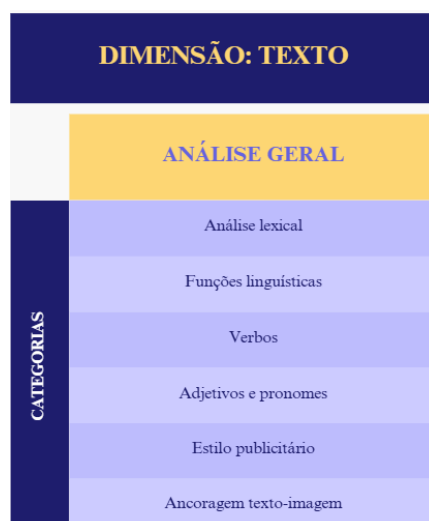 DIMENSÃO: TEXTO
ANÁLISE GERAL
CATEGORIAS
Análise lexical
Funções linguísticas
Verbos
Adjetivos e pronomes
Estilo publicitário
Ancoragem texto-imagem